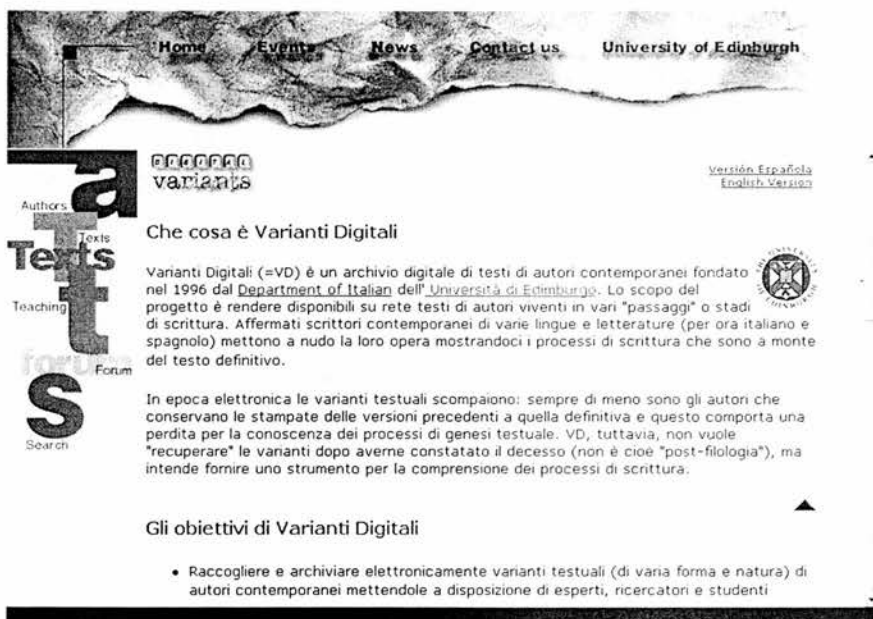 Home Events News Contact us University of Edinburgh
DIGITAL
variants
Versión Española
English Version
a
Authors
Texts
Texts
Teaching
t
forum
Forum
s
Search
Che cosa è Varianti Digitali
Varianti Digitali (=VD) è un archivio digitale di testi di autori contemporanei fondato
nel 1996 dal Department of Italian dell' Università di Edimburgo. Lo scopo del
progetto è rendere disponibili su rete testi di autori viventi in vari "passaggi" o stadi
di scrittura. Affermati scrittori contemporanei di varie lingue e letterature (per ora italiano e
spagnolo) mettono a nudo la loro opera mostrandoci i processi di scrittura che sono a monte
del testo definitivo.
THE UNIVERSITY
OF EDINBURGH
In epoca elettronica le varianti testuali scompaiono: sempre di meno sono gli autori che
conservano le stampate delle versioni precedenti a quella definitiva e questo comporta una
perdita per la conoscenza dei processi di genesi testuale. VD, tuttavia, non vuole
"recuperare" le varianti dopo averne constatato il decesso (non è cioè "post-filologia"), ma
intende fornire uno strumento per la comprensione dei processi di scrittura.
Gli obiettivi di Varianti Digitali
• Raccogliere e archiviare elettronicamente varianti testuali (di varia forma e natura) di
autori contemporanei mettendole a disposizione di esperti, ricercatori e studenti